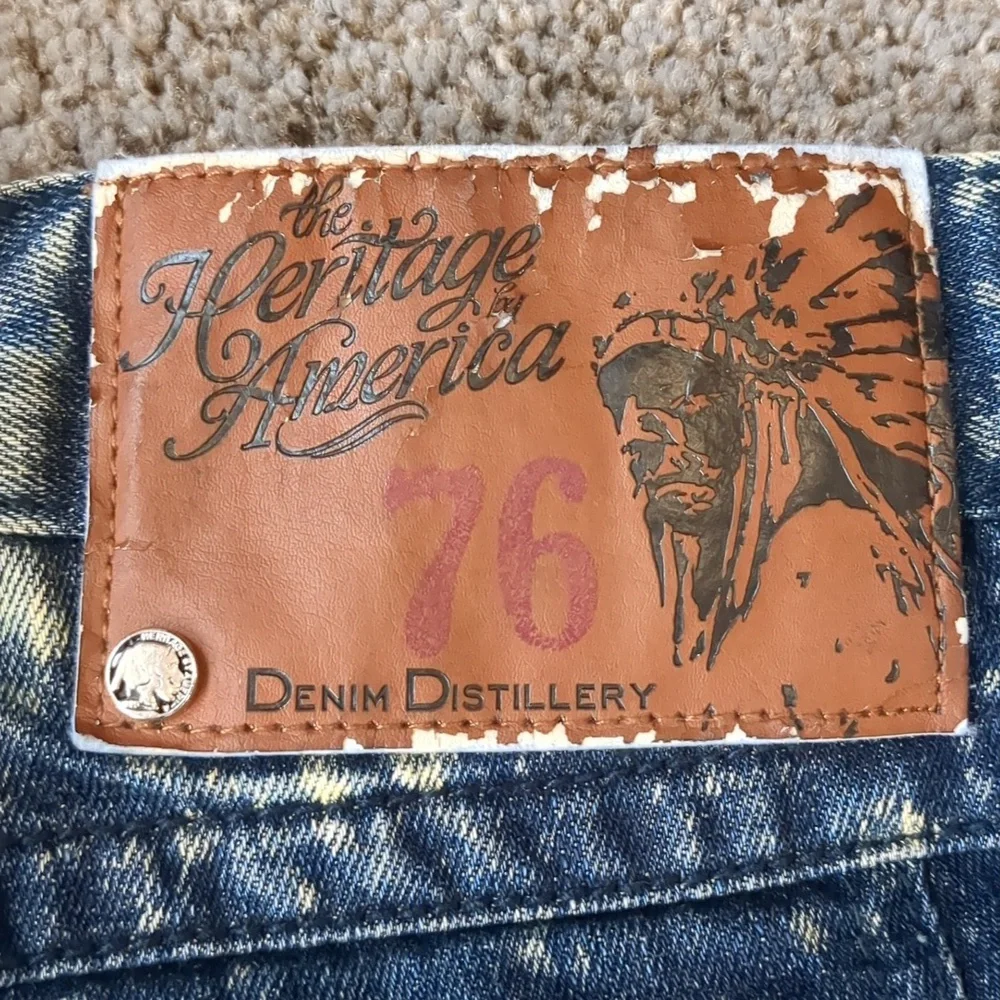 the
Heritage
by
America
76
DENIM DISTILLERY